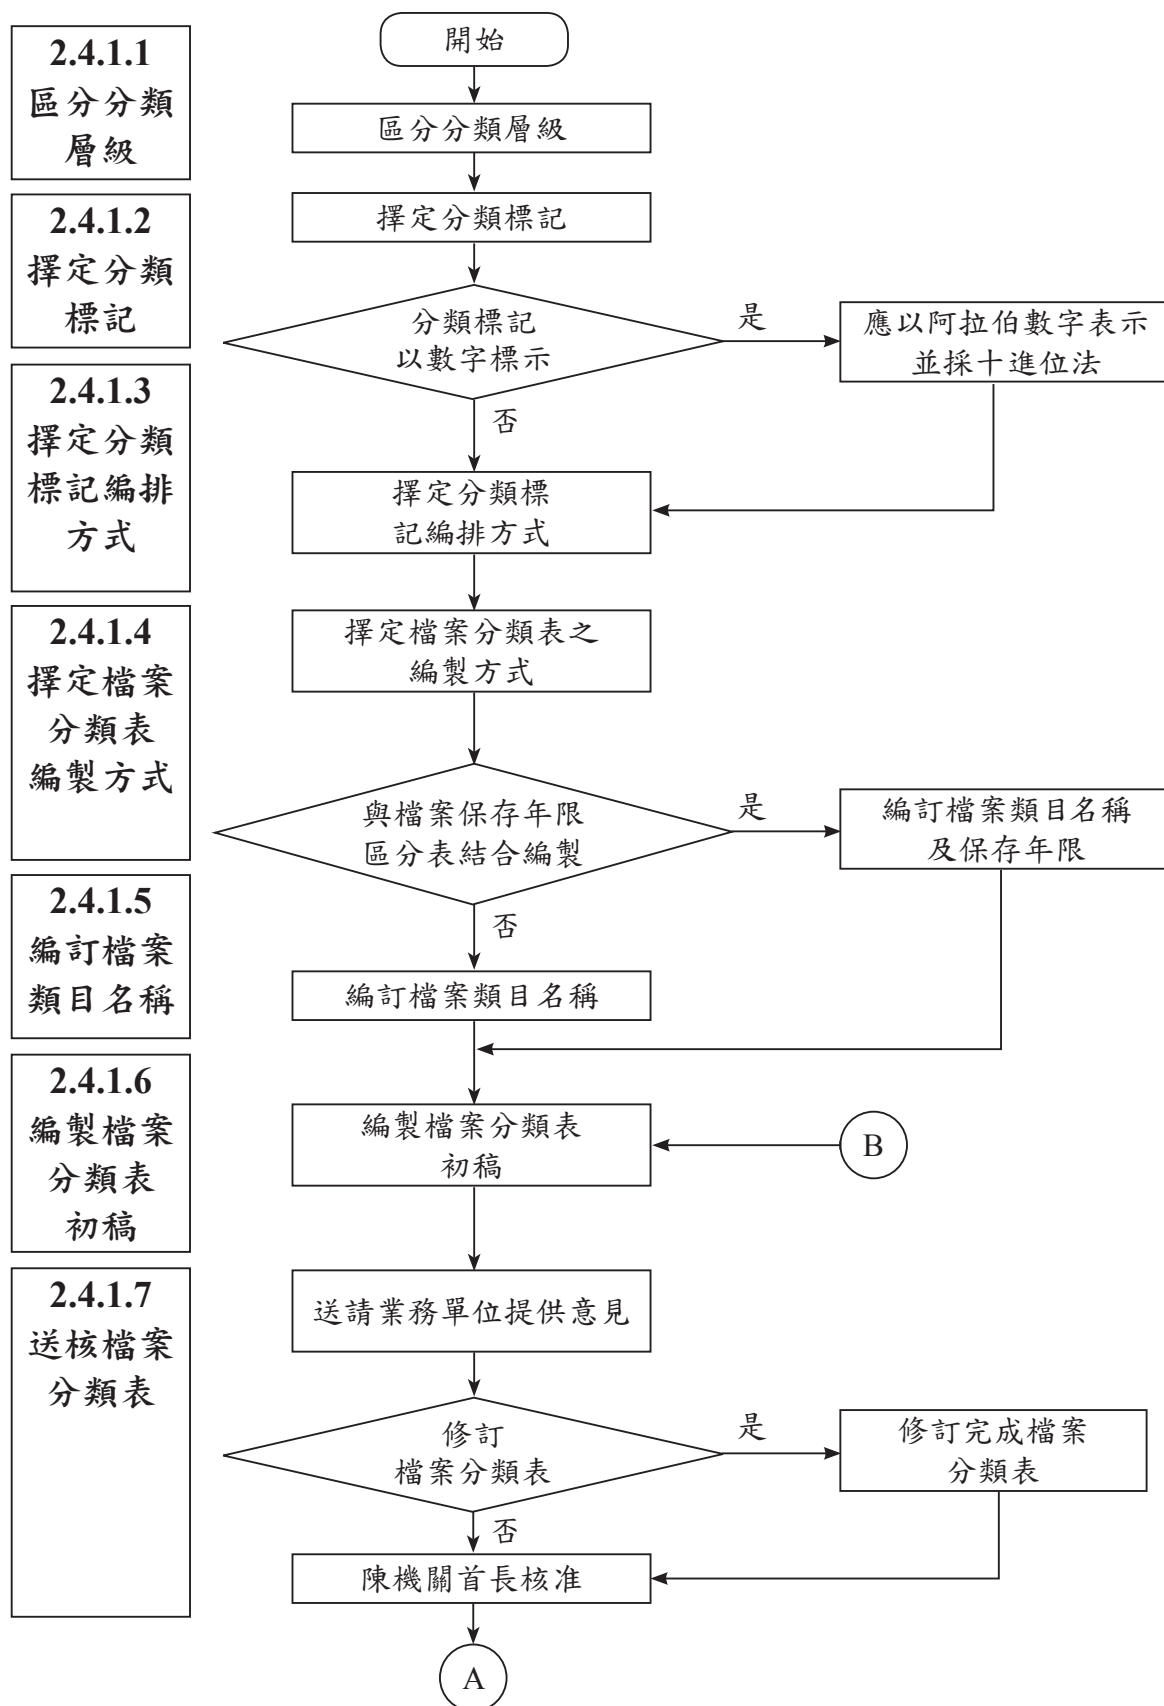 2.4.1.1
區分分類
層級
2.4.1.2
擇定分類
標記
2.4.1.3
擇定分類
標記編排
方式
2.4.1.4
擇定檔案
分類表
編製方式
2.4.1.5
編訂檔案
類目名稱
2.4.1.6
編製檔案
分類表
初稿
2.4.1.7
送核檔案
分類表
開始
區分分類層級
擇定分類標記
分類標記
以數字標示
是
應以阿拉伯數字表示
並採十進位法
否
擇定分類標
記編排方式
擇定檔案分類表之
編製方式
與檔案保存年限
區分表結合編製
是
編訂檔案類目名稱
及保存年限
否
編訂檔案類目名稱
編製檔案分類表
初稿
B
送請業務單位提供意見
修訂
檔案分類表
是
修訂完成檔案
分類表
否
陳機關首長核准
A